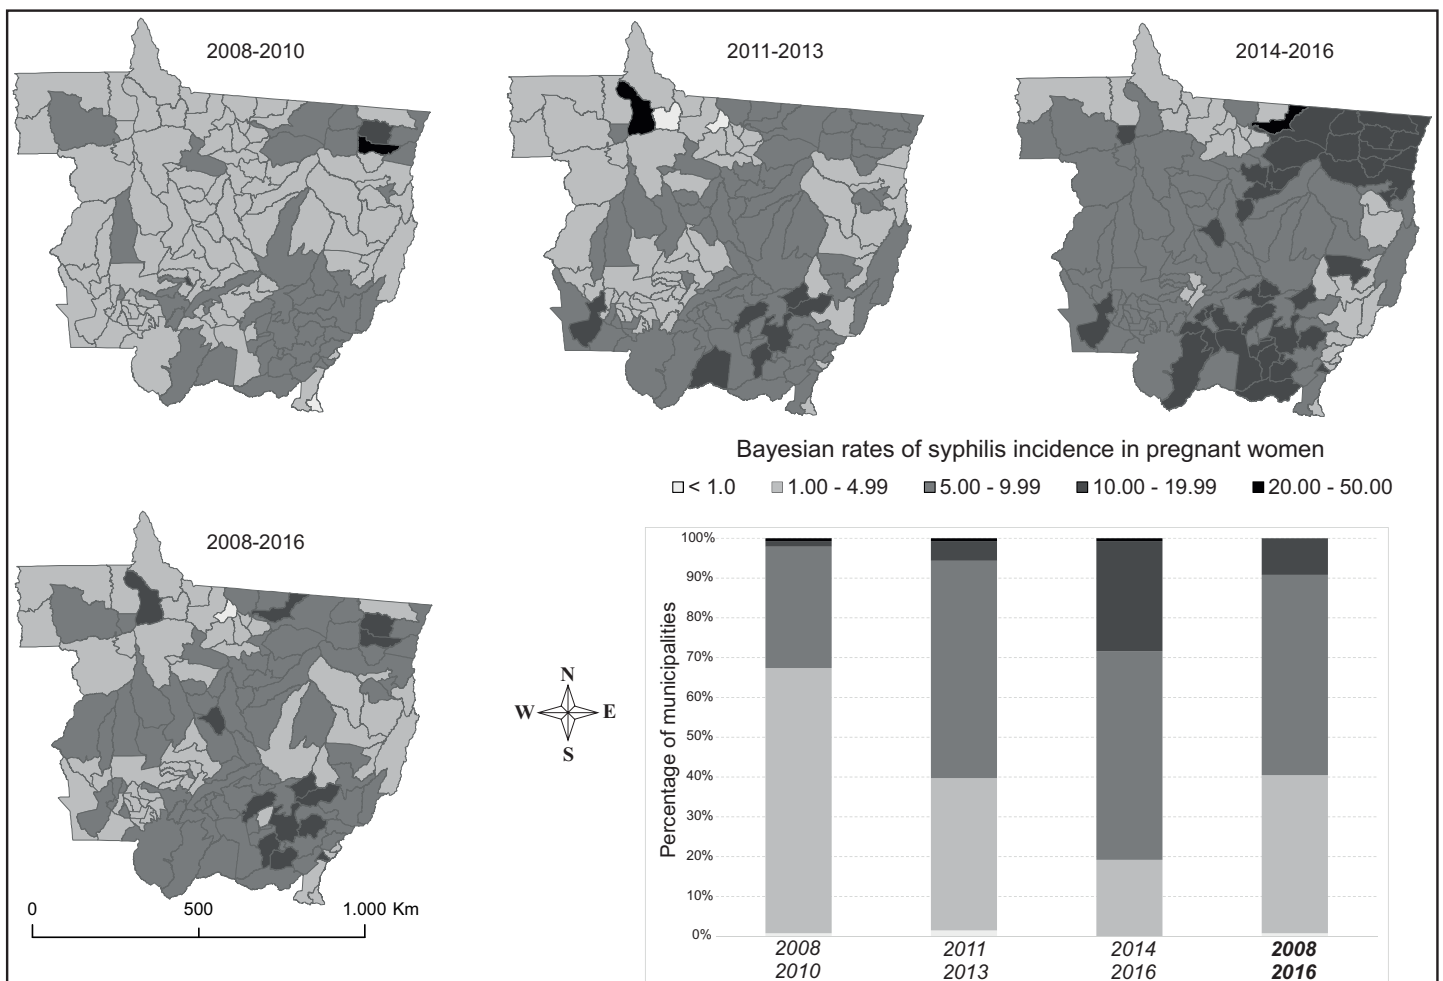 2008-2010
2011-2013
2014-2016
Bayesian rates of syphilis incidence in pregnant women
< 1.0 1.00 - 4.99 5.00 - 9.99 10.00 - 19.99 20.00 - 50.00
2008-2016
N
W E
S
0 500 1.000 Km
Percentage of municipalities
100%
90%
80%
70%
60%
50%
40%
30%
20%
10%
0%
2008 2011 2014 2008
2010 2013 2016 2016